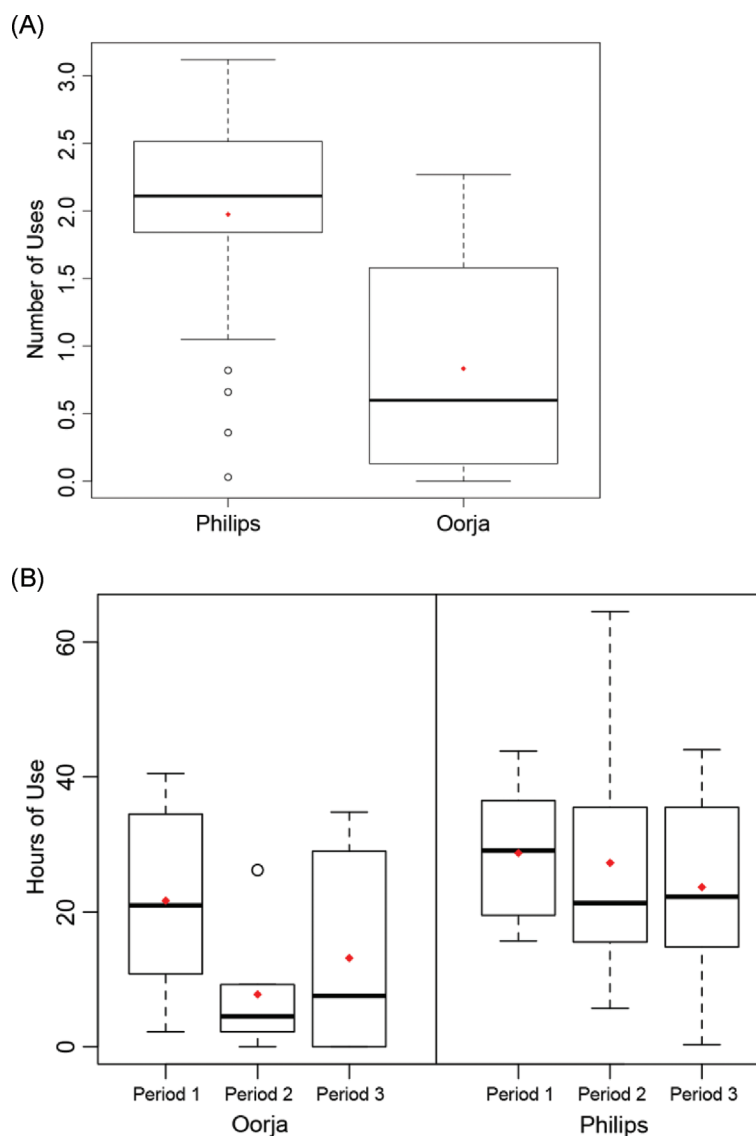 (A)
Number of Uses
3.0
2.5
2.0
1.5
1.0
0.5
0.0
Philips Oorja
(B)
Hours of Use
60
40
20
0
Period 1 Period 2 Period 3 Period 1 Period 2 Period 3
Oorja Philips